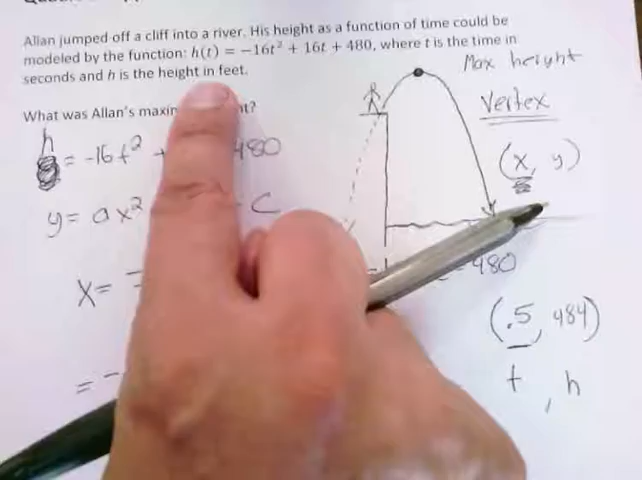 Allan jumped off a cliff into a river. His height as a function of time could be
modeled by the function: h(t) = −16t² + 16t + 480, where t is the time in
seconds and h is the height in feet.
Max height
What was Allan's maxim t?
Vertex
h
= -16t² + 480
(x, y)
y = ax² C
x = -
480
(.5, 484)
= -
t, h